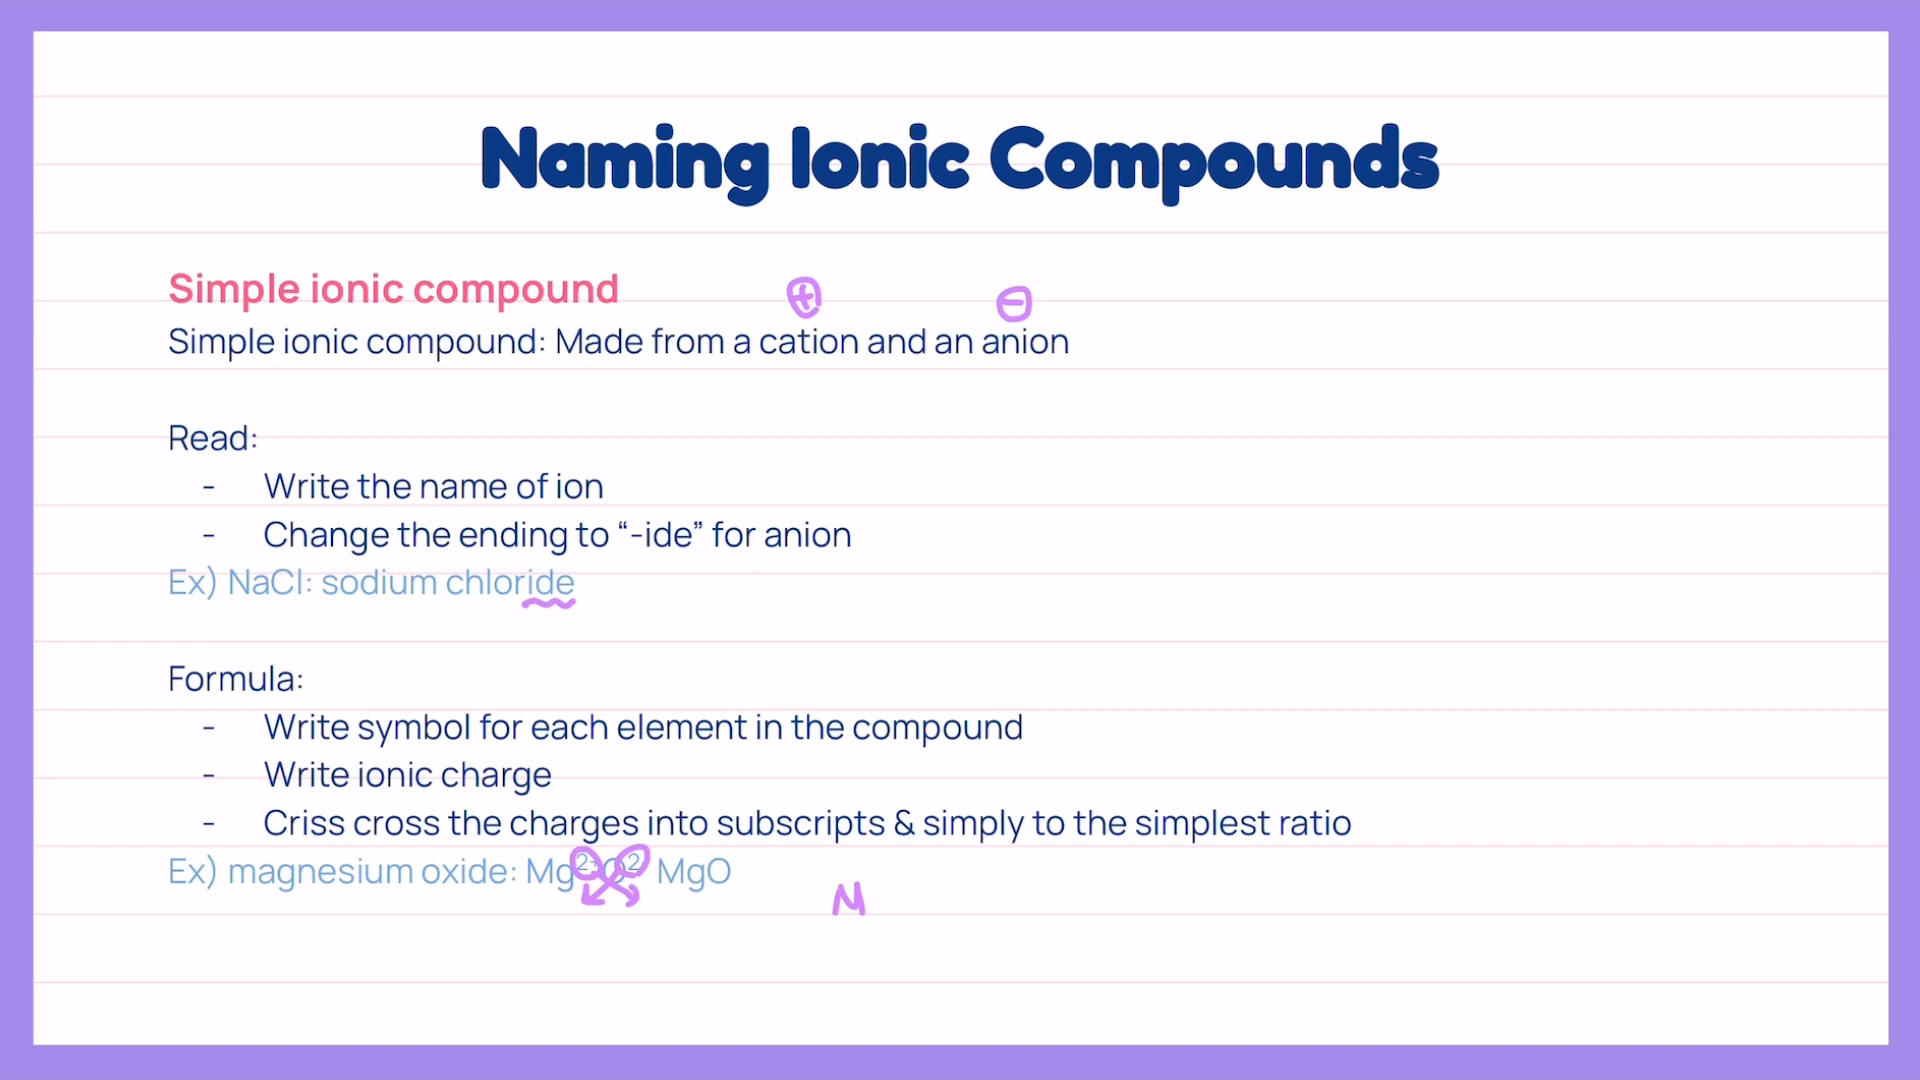 Naming Ionic Compounds
Simple ionic compound
+ -
Simple ionic compound: Made from a cation and an anion
Read:
- Write the name of ion
- Change the ending to “-ide” for anion
Ex) NaCl: sodium chloride
Formula:
- Write symbol for each element in the compound
- Write ionic charge
- Criss cross the charges into subscripts & simply to the simplest ratio
Ex) magnesium oxide: Mg²⁺O²⁻ MgO
M